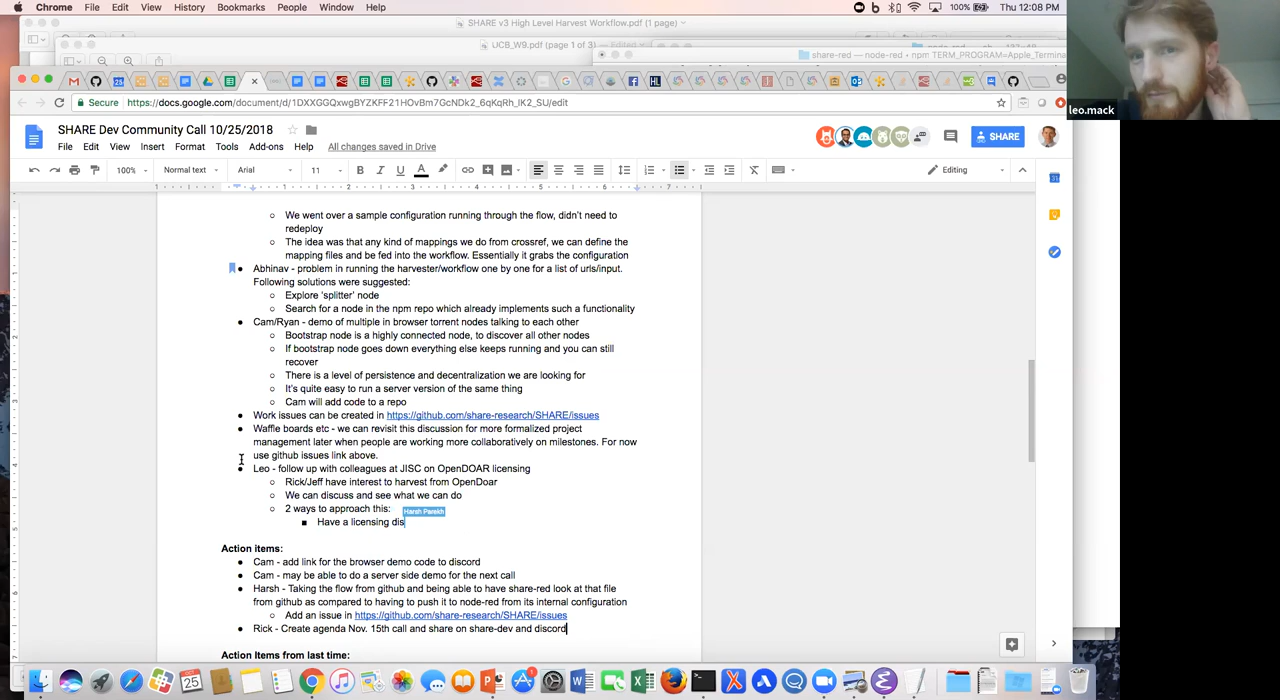 Chrome File Edit View History Bookmarks People Window Help 100% Thu 12:08 PM
SHARE v3 High Level Harvest Workflow.pdf (1 page)
UCB_W9.pdf (page 1 of 3) — Edited
share-red — node-red • npm TERM_PROGRAM=Apple_Termina
leo.mack
Secure https://docs.google.com/document/d/1DXXGGQxwgBYZKFF21HOvBm7GcNDk2_6qKqRh_IK2_SU/edit
SHARE Dev Community Call 10/25/2018
SHARE
File Edit View Insert Format Tools Add-ons Help All changes saved in Drive
100% Normal text Arial 11 B I U A Editing
We went over a sample configuration running through the flow, didn't need to
redeploy
The idea was that any kind of mappings we do from crossref, we can define the
mapping files and be fed into the workflow. Essentially it grabs the configuration
Abhinav - problem in running the harvester/workflow one by one for a list of urls/input.
Following solutions were suggested:
Explore 'splitter' node
Search for a node in the npm repo which already implements such a functionality
Cam/Ryan - demo of multiple in browser torrent nodes talking to each other
Bootstrap node is a highly connected node, to discover all other nodes
If bootstrap node goes down everything else keeps running and you can still
recover
There is a level of persistence and decentralization we are looking for
It's quite easy to run a server version of the same thing
Cam will add code to a repo
Work issues can be created in https://github.com/share-research/SHARE/issues
Waffle boards etc - we can revisit this discussion for more formalized project
management later when people are working more collaboratively on milestones. For now
use github issues link above.
Leo - follow up with colleagues at JISC on OpenDOAR licensing
Rick/Jeff have interest to harvest from OpenDoar
We can discuss and see what we can do
2 ways to approach this:
Harsh Parekh
Have a licensing dis
Action items:
Cam - add link for the browser demo code to discord
Cam - may be able to do a server side demo for the next call
Harsh - Taking the flow from github and being able to have share-red look at that file
from github as compared to having to push it to node-red from its internal configuration
Add an issue in https://github.com/share-research/SHARE/issues
Rick - Create agenda Nov. 15th call and share on share-dev and discord
Action Items from last time: